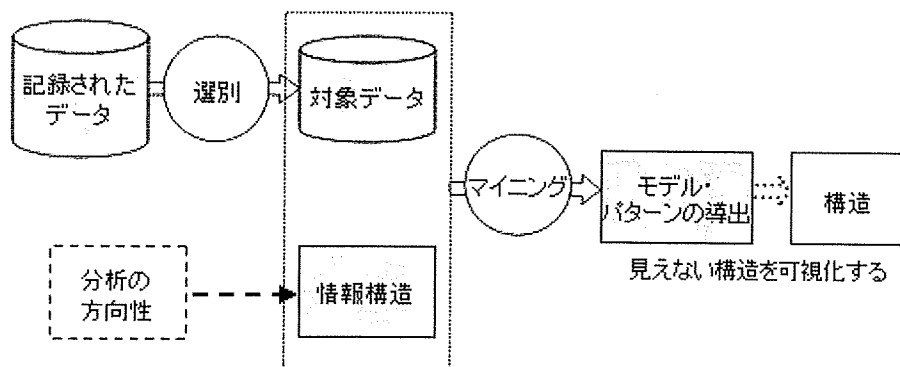 記録された
データ
選別
対象データ
マイニング
モデル・
パターンの導出
構造
見えない構造を可視化する
分析の
方向性
情報構造